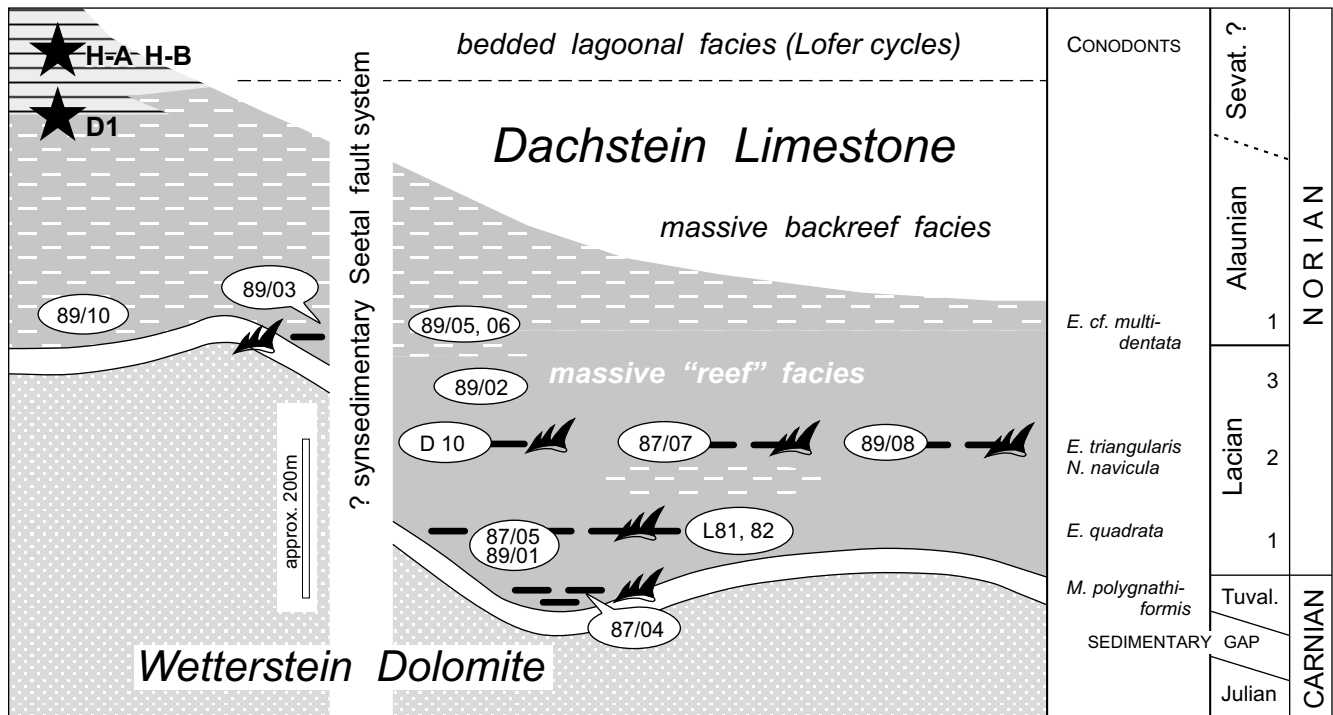 H-A H-B
D1
bedded lagoonal facies (Lofer cycles)
Dachstein Limestone
massive backreef facies
? synsedimentary Seetal fault system
89/03
89/10
89/05, 06
massive “reef” facies
89/02
D 10
87/07
89/08
approx. 200m
87/05
89/01
L81, 82
87/04
Wetterstein Dolomite
CONODONTS
E. cf. multi-
dentata
E. triangularis
N. navicula
E. quadrata
M. polygnathi-
formis
SEDIMENTARY GAP
Sevat. ?
Alaunian
1
Lacian
3
2
1
Tuval.
Julian
NORIAN
CARNIAN